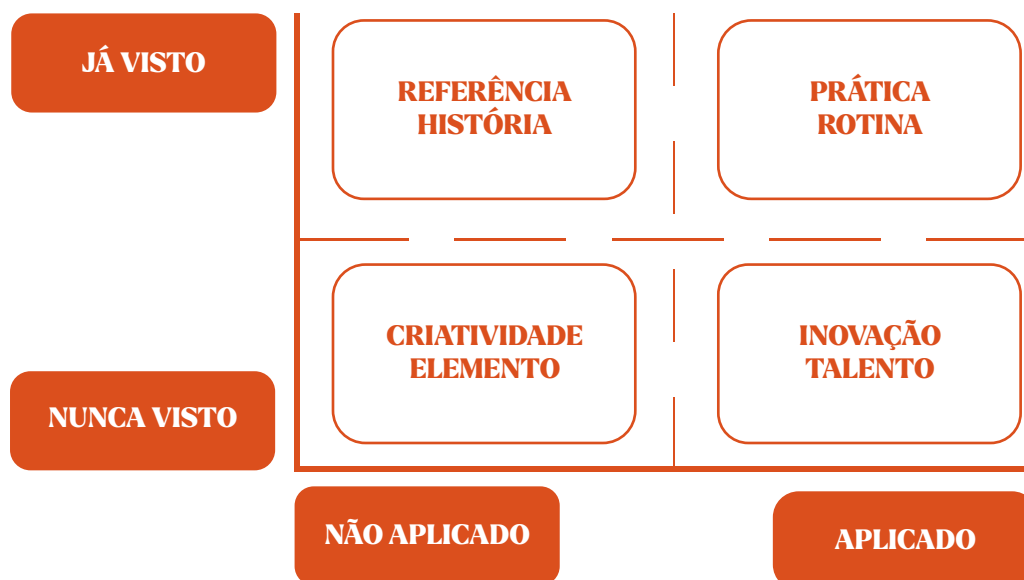 JÁ VISTO
REFERÊNCIA
HISTÓRIA
PRÁTICA
ROTINA
NUNCA VISTO
CRIATIVIDADE
ELEMENTO
INOVAÇÃO
TALENTO
NÃO APLICADO
APLICADO